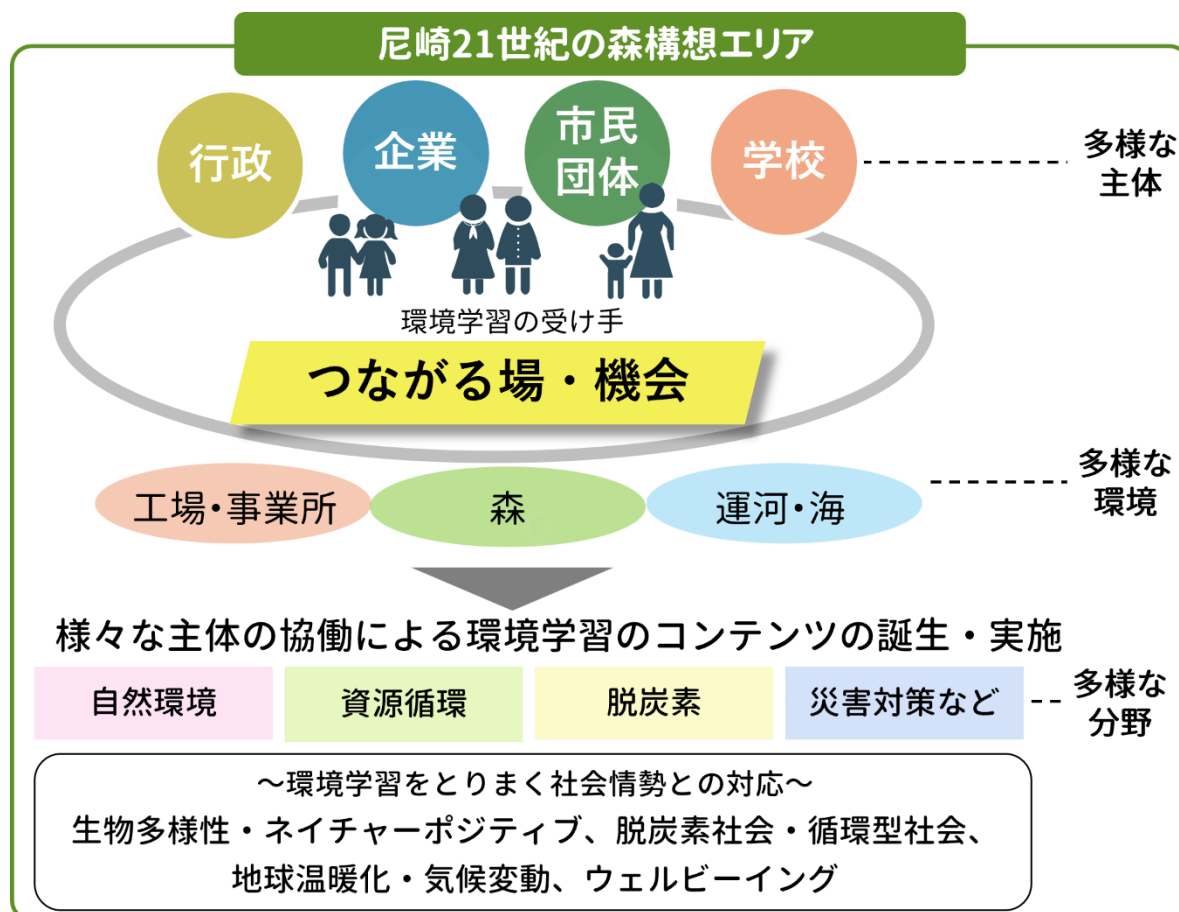 尼崎21世紀の森構想エリア
行政
企業
市民
団体
学校
多様な
主体
環境学習の受け手
つながる場・機会
工場・事業所
森
運河・海
多様な
環境
様々な主体の協働による環境学習のコンテンツの誕生・実施
自然環境
資源循環
脱炭素
災害対策など
多様な
分野
～環境学習をとりまく社会情勢との対応～
生物多様性・ネイチャーポジティブ、脱炭素社会・循環型社会、
地球温暖化・気候変動、ウェルビーイング